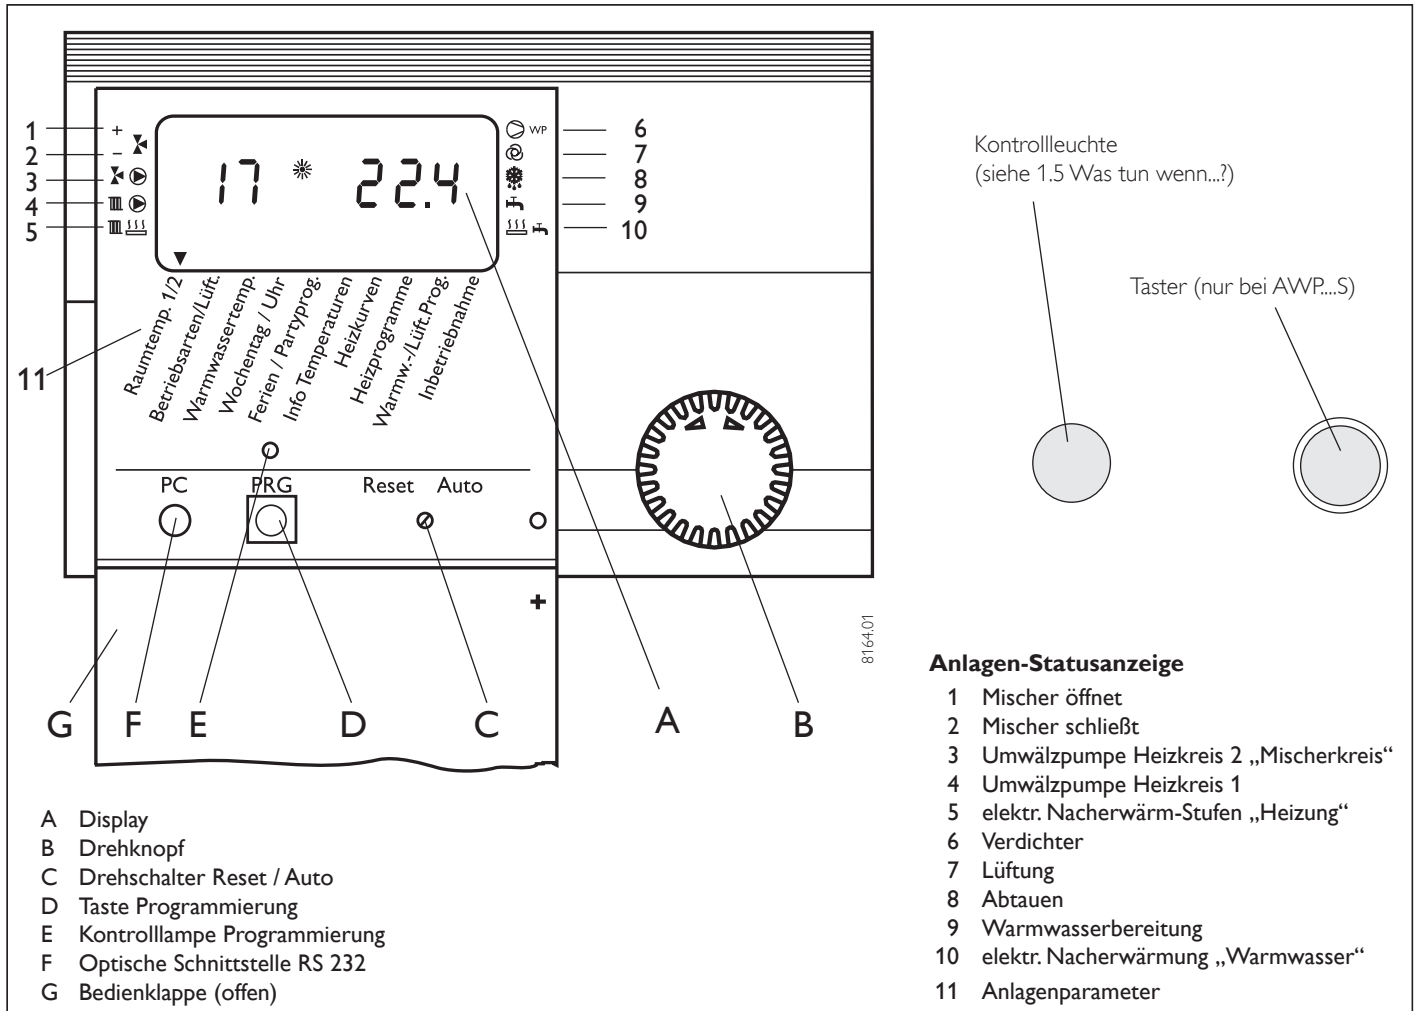 1
+
2
–
3
4
5
17
22.4
WP
6
7
8
9
10
11
Raumtemp. 1/2
Betriebsarten/Lüft.
Warmwassertemp.
Wochentag / Uhr
Ferien / Partyprog.
Info Temperaturen
Heizkurven
Heizprogramme
Warmw.-/Lüft.Prog.
Inbetriebnahme
PC
PRG
Reset Auto
+
8164.01
G
F
E
D
C
A
B
Kontrollleuchte
(siehe 1.5 Was tun wenn...?)
Taster (nur bei AWP....S)
A Display
B Drehknopf
C Drehschalter Reset / Auto
D Taste Programmierung
E Kontrolllampe Programmierung
F Optische Schnittstelle RS 232
G Bedienklappe (offen)
Anlagen-Statusanzeige
1 Mischer öffnet
2 Mischer schließt
3 Umwälzpumpe Heizkreis 2 „Mischerkreis“
4 Umwälzpumpe Heizkreis 1
5 elektr. Nacherwärm-Stufen „Heizung“
6 Verdichter
7 Lüftung
8 Abtauen
9 Warmwasserbereitung
10 elektr. Nacherwärmung „Warmwasser“
11 Anlagenparameter